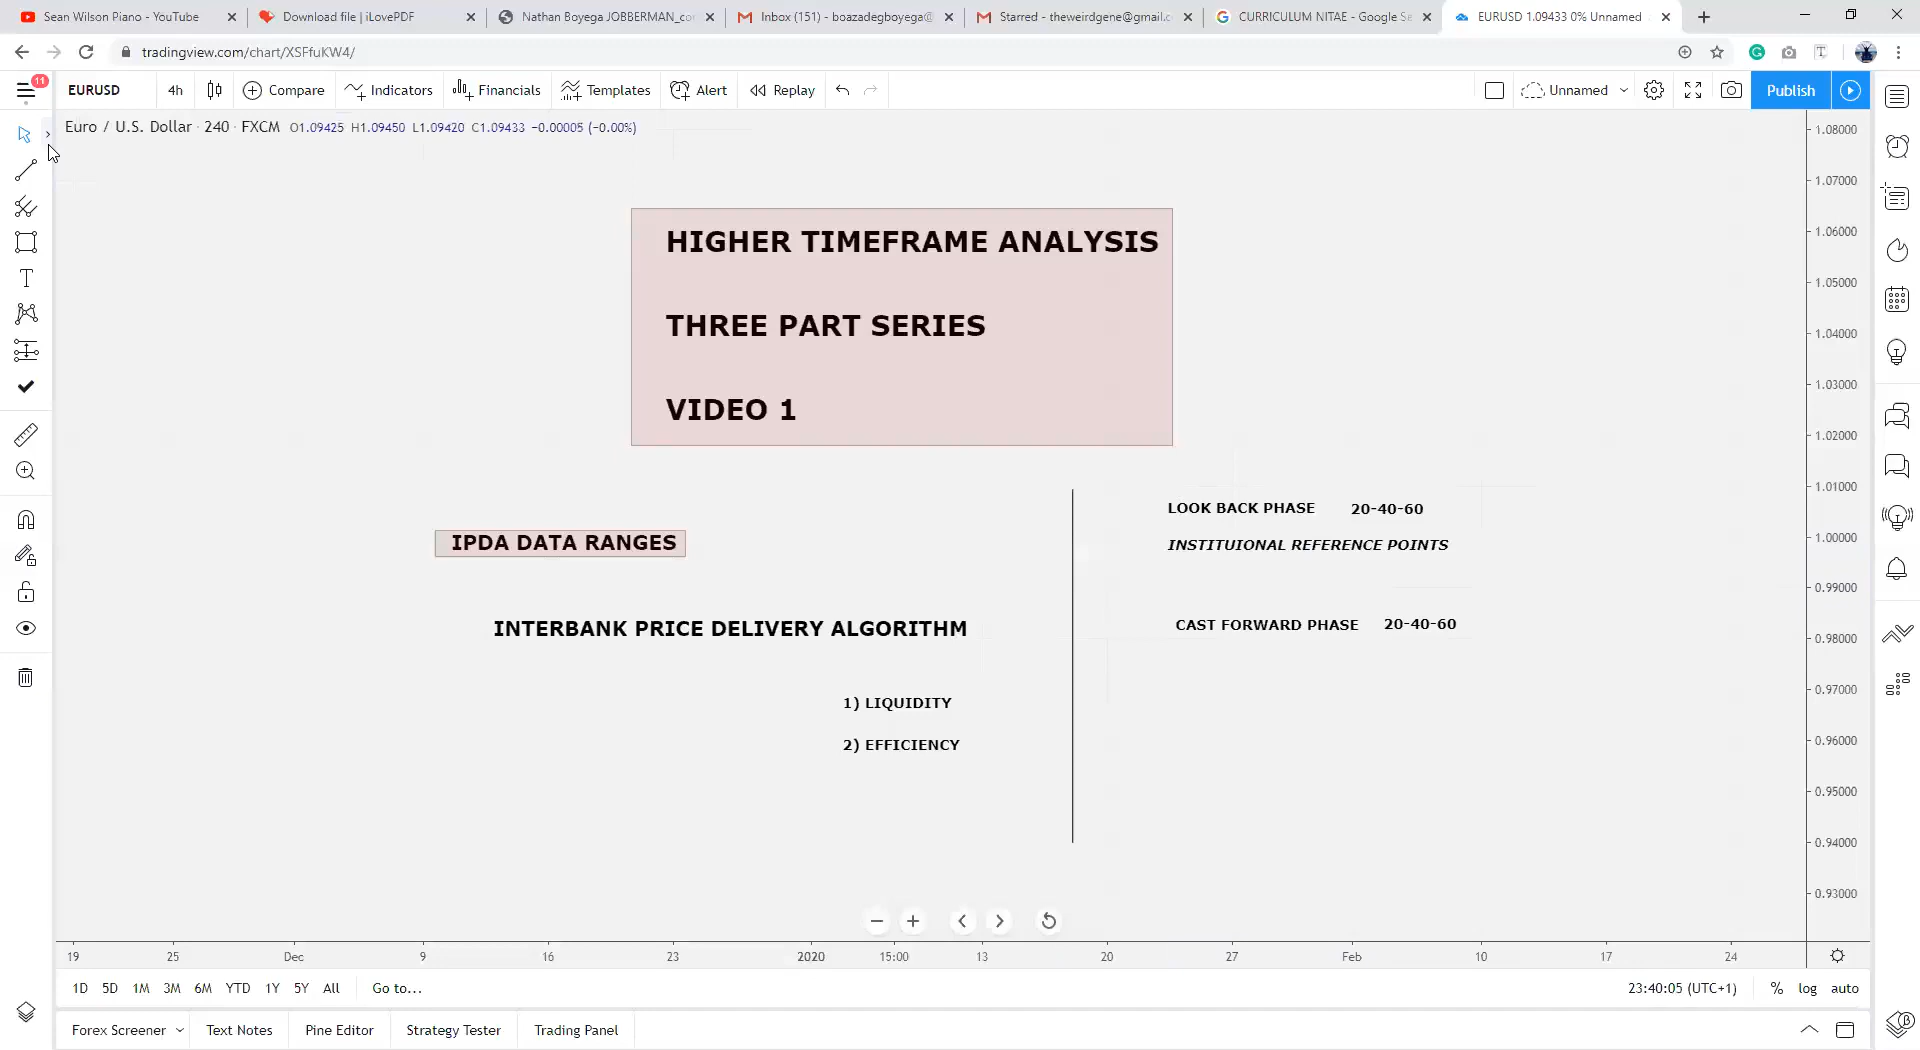 Sean Wilson Piano - YouTube
Download file | iLovePDF
Nathan Boyega JOBBERMAN_co
Inbox (151) - boazadegboyega@
Starred - theweirdgene@gmail.c
CURRICULUM NITAE - Google Se
EURUSD 1.09433 0% Unnamed
tradingview.com/chart/XSFfuKW4/
11
EURUSD 4h Compare Indicators Financials Templates Alert Replay Unnamed Publish
Euro / U.S. Dollar · 240 · FXCM O1.09425 H1.09450 L1.09420 C1.09433 −0.00005 (−0.00%)
HIGHER TIMEFRAME ANALYSIS
THREE PART SERIES
VIDEO 1
IPDA DATA RANGES
INTERBANK PRICE DELIVERY ALGORITHM
1) LIQUIDITY
2) EFFICIENCY
LOOK BACK PHASE 20-40-60
INSTITUIONAL REFERENCE POINTS
CAST FORWARD PHASE 20-40-60
1.08000
1.07000
1.06000
1.05000
1.04000
1.03000
1.02000
1.01000
1.00000
0.99000
0.98000
0.97000
0.96000
0.95000
0.94000
0.93000
19 25 Dec 9 16 23 2020 15:00 13 20 27 Feb 10 17 24
1D 5D 1M 3M 6M YTD 1Y 5Y All Go to... 23:40:05 (UTC+1) % log auto
Forex Screener Text Notes Pine Editor Strategy Tester Trading Panel